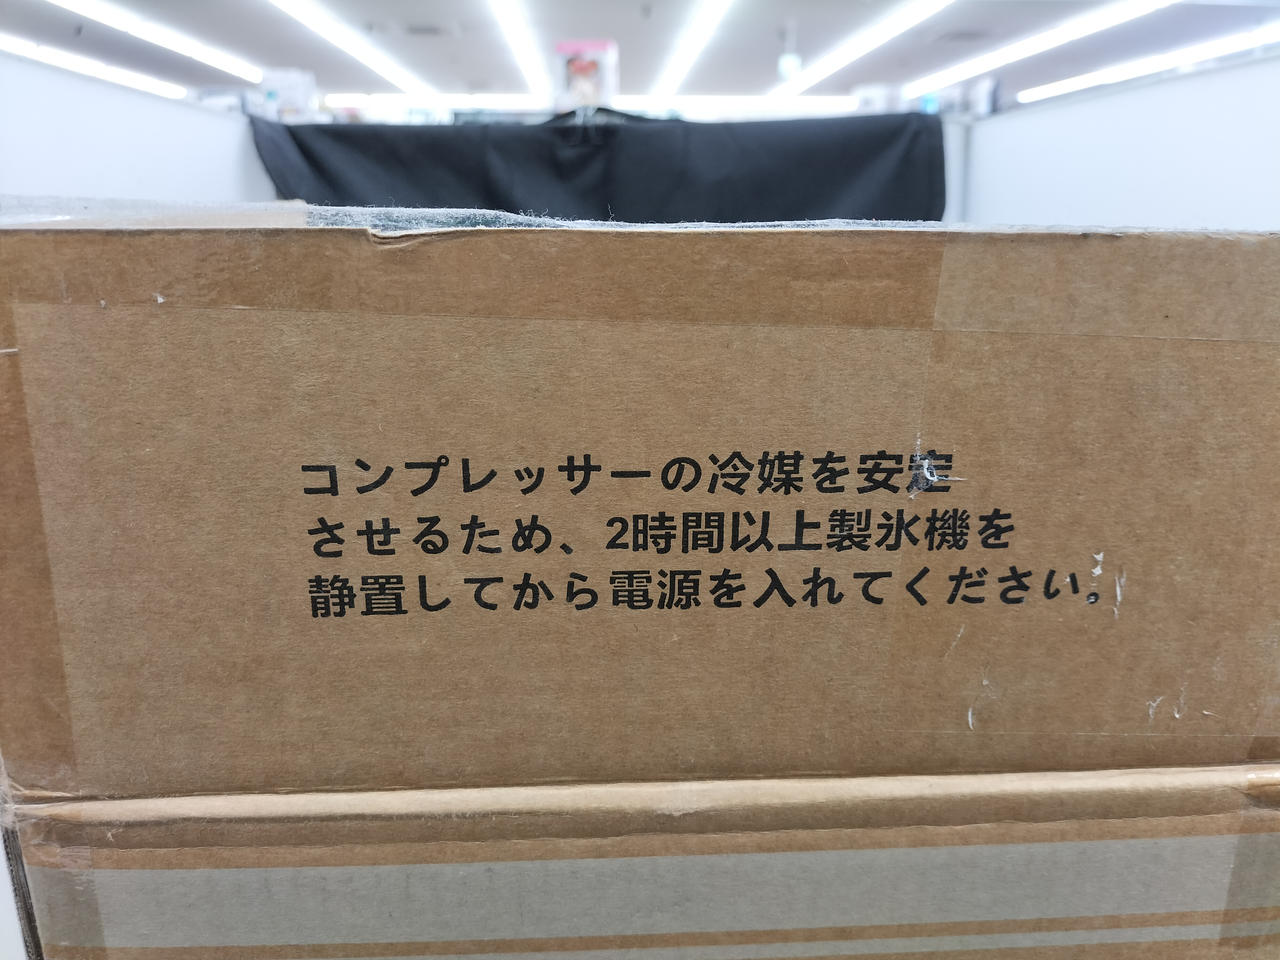 コンプレッサーの冷媒を安定
させるため、2時間以上製氷機を
静置してから電源を入れてください。